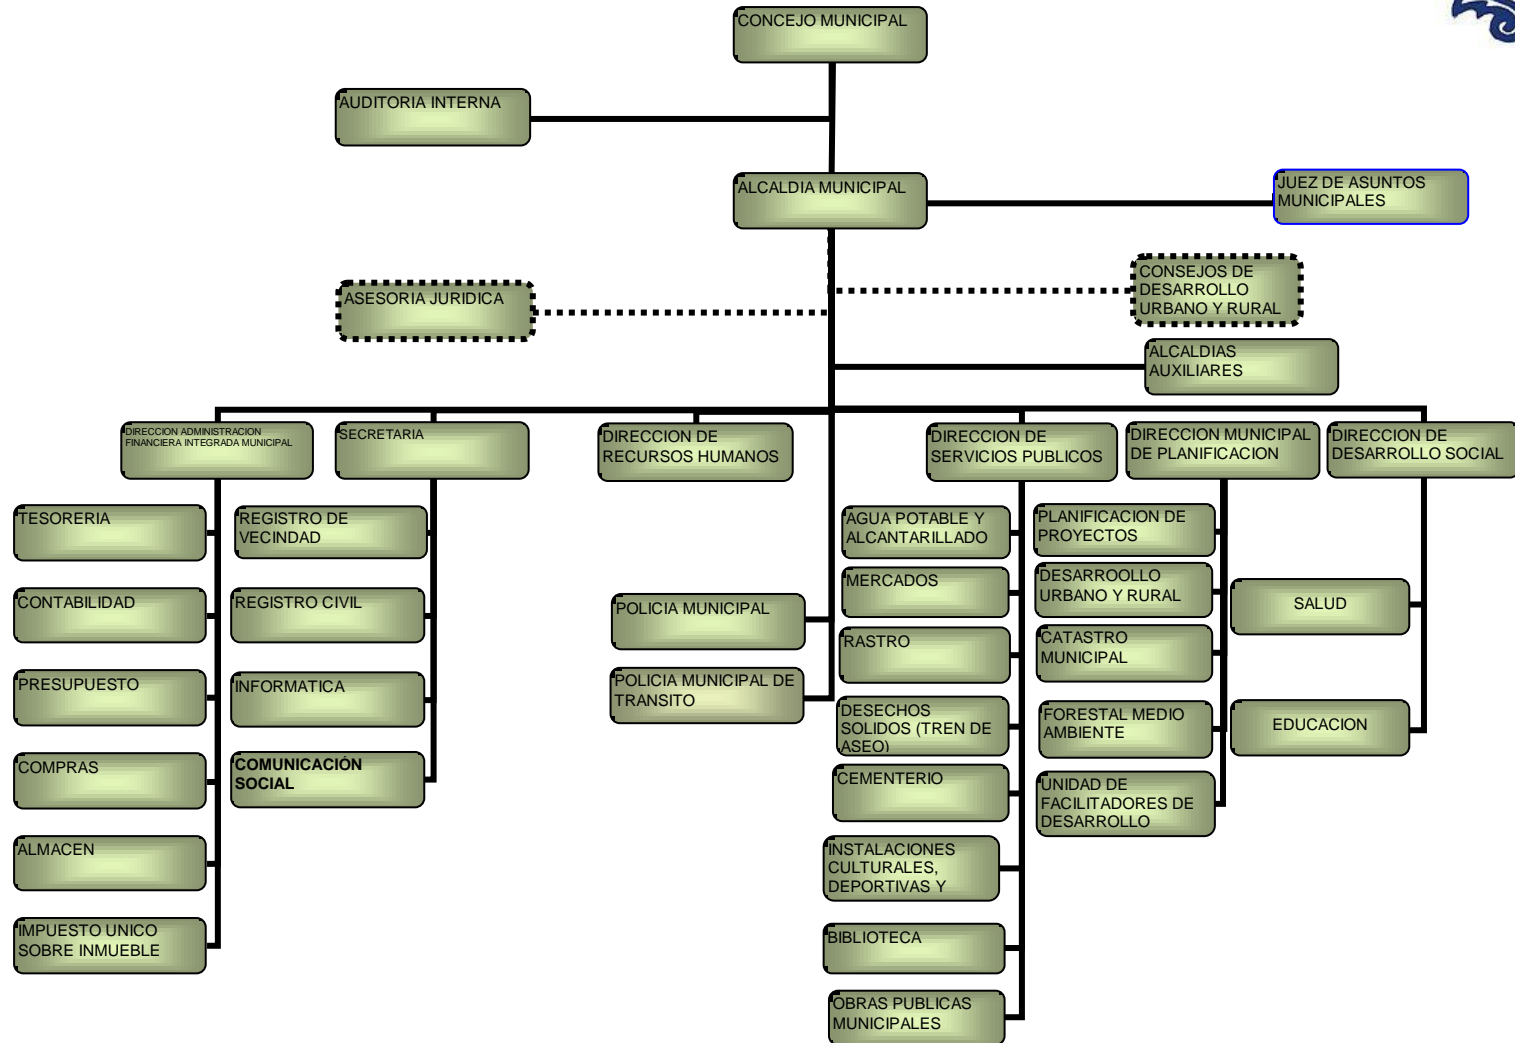 CONCEJO MUNICIPAL
AUDITORIA INTERNA
ALCALDIA MUNICIPAL
JUEZ DE ASUNTOS
MUNICIPALES
ASESORIA JURIDICA
CONSEJOS DE
DESARROLLO
URBANO Y RURAL
ALCALDIAS
AUXILIARES
DIRECCION ADMINISTRACION
FINANCIERA INTEGRADA MUNICIPAL
SECRETARIA
DIRECCION DE
RECURSOS HUMANOS
DIRECCION DE
SERVICIOS PUBLICOS
DIRECCION MUNICIPAL
DE PLANIFICACION
DIRECCION DE
DESARROLLO SOCIAL
TESORERIA
CONTABILIDAD
PRESUPUESTO
COMPRAS
ALMACEN
IMPUESTO UNICO
SOBRE INMUEBLE
REGISTRO DE
VECINDAD
REGISTRO CIVIL
INFORMATICA
COMUNICACIÓN
SOCIAL
POLICIA MUNICIPAL
POLICIA MUNICIPAL DE
TRANSITO
AGUA POTABLE Y
ALCANTARILLADO
MERCADOS
RASTRO
DESECHOS
SOLIDOS (TREN DE
ASEO)
CEMENTERIO
INSTALACIONES
CULTURALES,
DEPORTIVAS Y
BIBLIOTECA
OBRAS PUBLICAS
MUNICIPALES
PLANIFICACION DE
PROYECTOS
DESARROOLLO
URBANO Y RURAL
CATASTRO
MUNICIPAL
FORESTAL MEDIO
AMBIENTE
UNIDAD DE
FACILITADORES DE
DESARROLLO
SALUD
EDUCACION